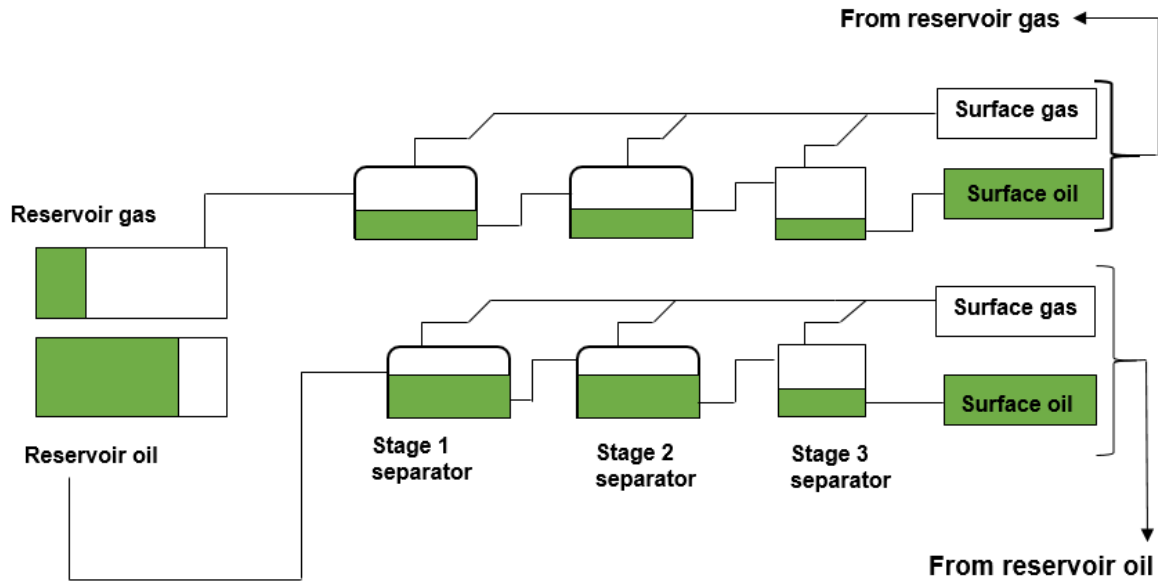 From reservoir gas
Surface gas
Surface oil
Reservoir gas
Surface gas
Surface oil
Reservoir oil
Stage 1
separator
Stage 2
separator
Stage 3
separator
From reservoir oil